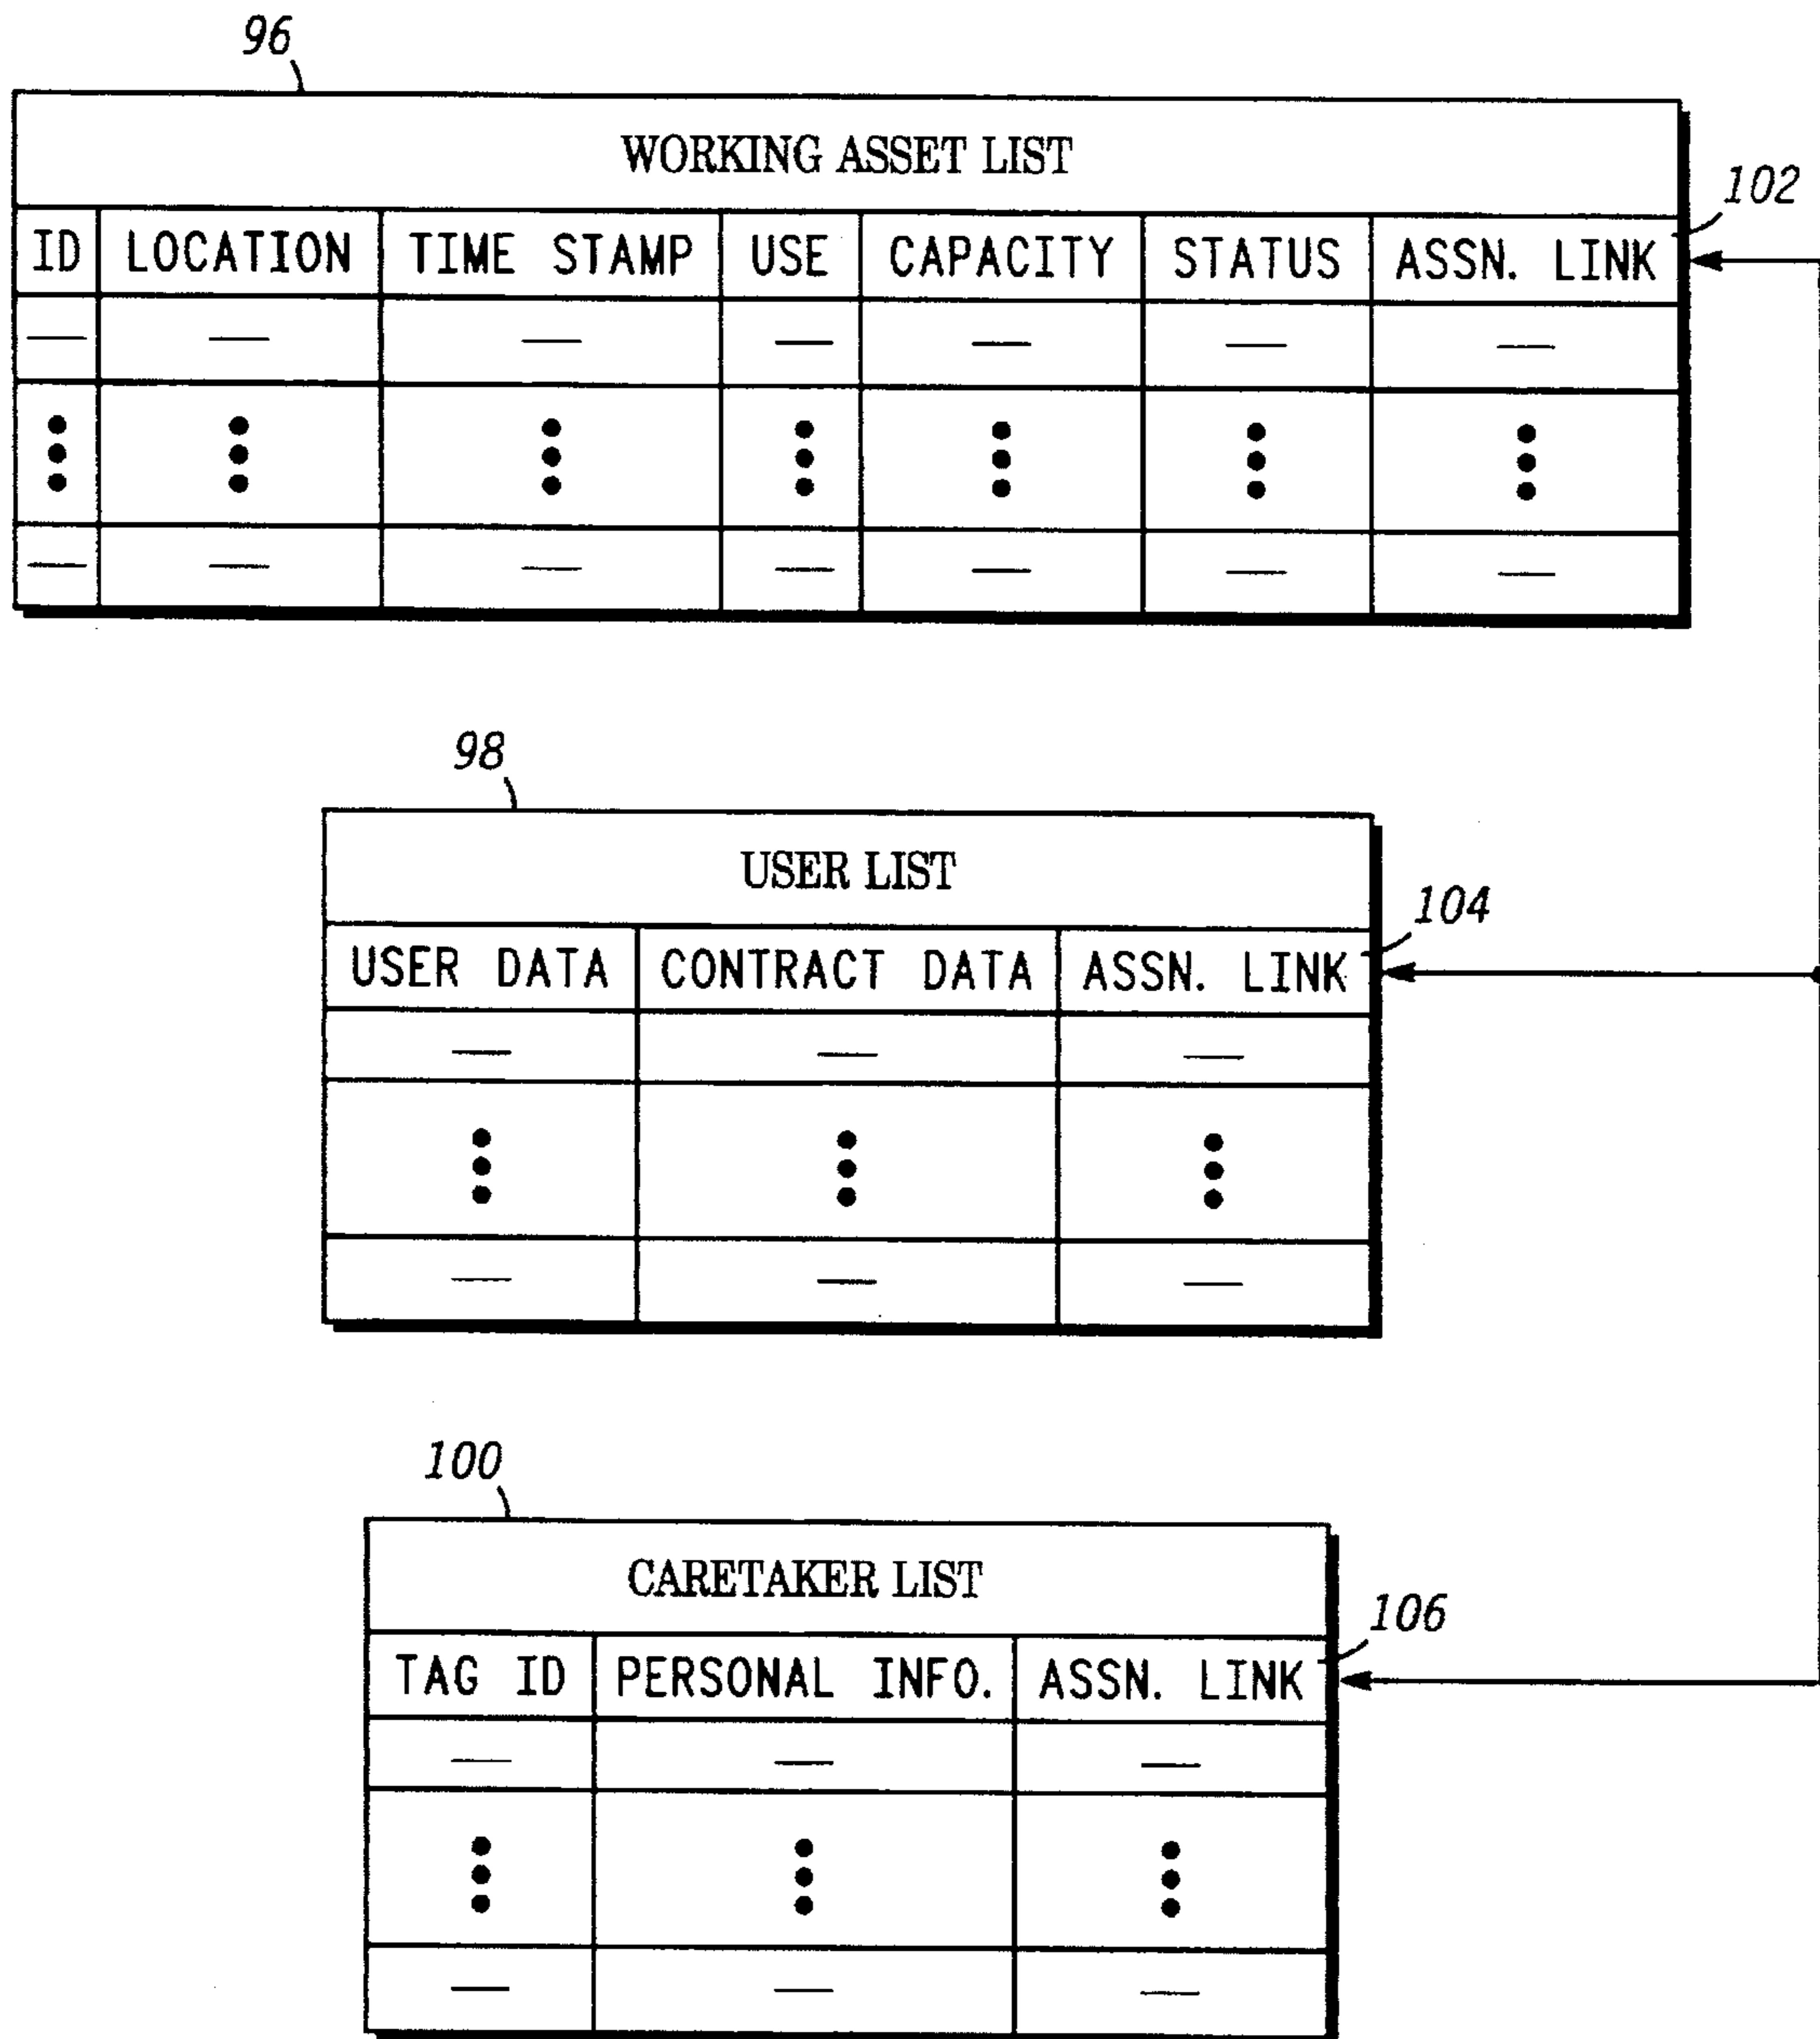 96
WORKING ASSET LIST
102
ID LOCATION TIME STAMP USE CAPACITY STATUS ASSN. LINK
98
USER LIST
104
USER DATA CONTRACT DATA ASSN. LINK
100
CARETAKER LIST
106
TAG ID PERSONAL INFO. ASSN. LINK